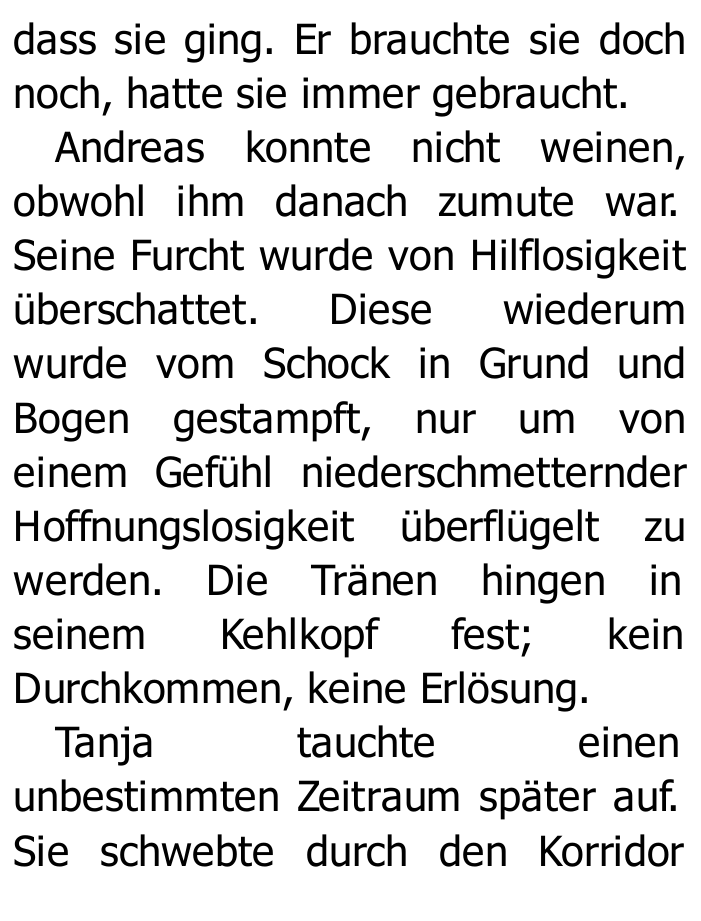 dass sie ging. Er brauchte sie doch
noch, hatte sie immer gebraucht.
Andreas konnte nicht weinen,
obwohl ihm danach zumute war.
Seine Furcht wurde von Hilflosigkeit
überschattet. Diese wiederum
wurde vom Schock in Grund und
Bogen gestampft, nur um von
einem Gefühl niederschmetternder
Hoffnungslosigkeit überflügelt zu
werden. Die Tränen hingen in
seinem Kehlkopf fest; kein
Durchkommen, keine Erlösung.
Tanja tauchte einen
unbestimmten Zeitraum später auf.
Sie schwebte durch den Korridor